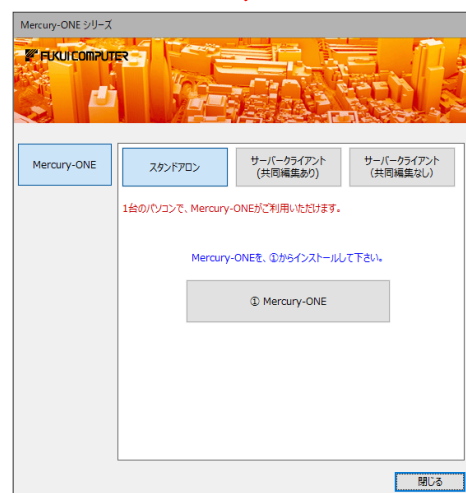 Mercury-ONE シリーズ
FUKUI COMPUTER
Mercury-ONE
スタンドアロン
サーバークライアント
(共同編集あり)
サーバークライアント
(共同編集なし)
1台のパソコンで、Mercury-ONEがご利用いただけます。
Mercury-ONEを、①からインストールして下さい。
① Mercury-ONE
閉じる